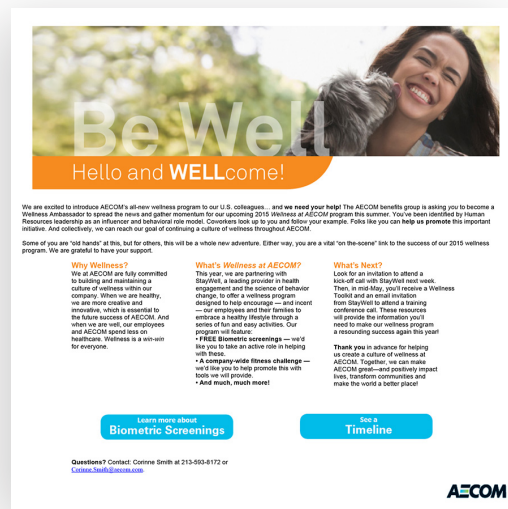 Be Well
Hello and WELLcome!
We are excited to introduce AECOM's all-new wellness program to our U.S. colleagues… and we need your help! The AECOM benefits group is asking you to become a
Wellness Ambassador to spread the news and gather momentum for our upcoming 2015 Wellness at AECOM program this summer. You've been identified by Human
Resources leadership as an influencer and behavioral role model. Coworkers look up to you and follow your example. Folks like you can help us promote this important
initiative. And collectively, we can reach our goal of continuing a culture of wellness throughout AECOM.
Some of you are "old hands" at this, but for others, this will be a whole new adventure. Either way, you are a vital "on-the-scene" link to the success of our 2015 wellness
program. We are grateful to have your support.
Why Wellness?
We at AECOM are fully committed
to building and maintaining a
culture of wellness within our
company. When we are healthy,
we are more creative and
innovative, which is essential to
the future success of AECOM. And
when we are well, our employees
and AECOM spend less on
healthcare. Wellness is a win-win
for everyone.
What's Wellness at AECOM?
This year, we are partnering with
StayWell, a leading provider in health
engagement and the science of behavior
change, to offer a wellness program
designed to help encourage — and incent
— our employees and their families to
embrace a healthy lifestyle through a
series of fun and easy activities. Our
program will feature:
• FREE Biometric screenings — we'd
like you to take an active role in helping
with these.
• A company-wide fitness challenge —
we'd like you to help promote this with
tools we will provide.
• And much, much more!
What's Next?
Look for an invitation to attend a
kick-off call with StayWell next week.
Then, in mid-May, you'll receive a Wellness
Toolkit and an email invitation
from StayWell to attend a training
conference call. These resources
will provide the information you'll
need to make our wellness program
a resounding success again this year!
Thank you in advance for helping
us create a culture of wellness at
AECOM. Together, we can make
AECOM great—and positively impact
lives, transform communities and
make the world a better place!
Learn more about
Biometric Screenings
See a
Timeline
Questions? Contact: Corinne Smith at 213-593-8172 or
Corinne.Smith@aecom.com.
AECOM